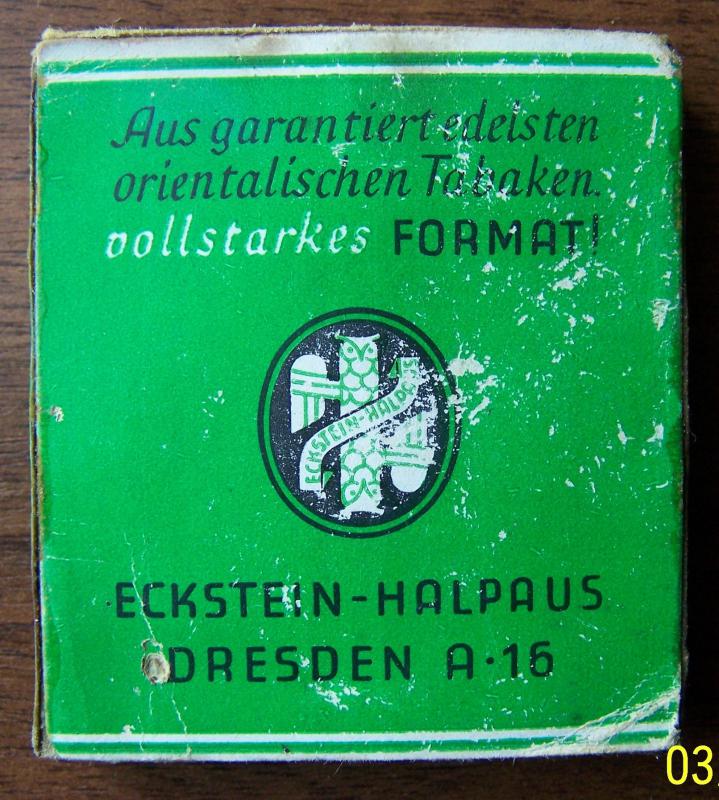 Aus garantiert edelsten
orientalischen Tabaken.
vollstarkes FORMAT!
ECKSTEIN-HALPAUS
ECKSTEIN-HALPAUS
DRESDEN A·16
03.